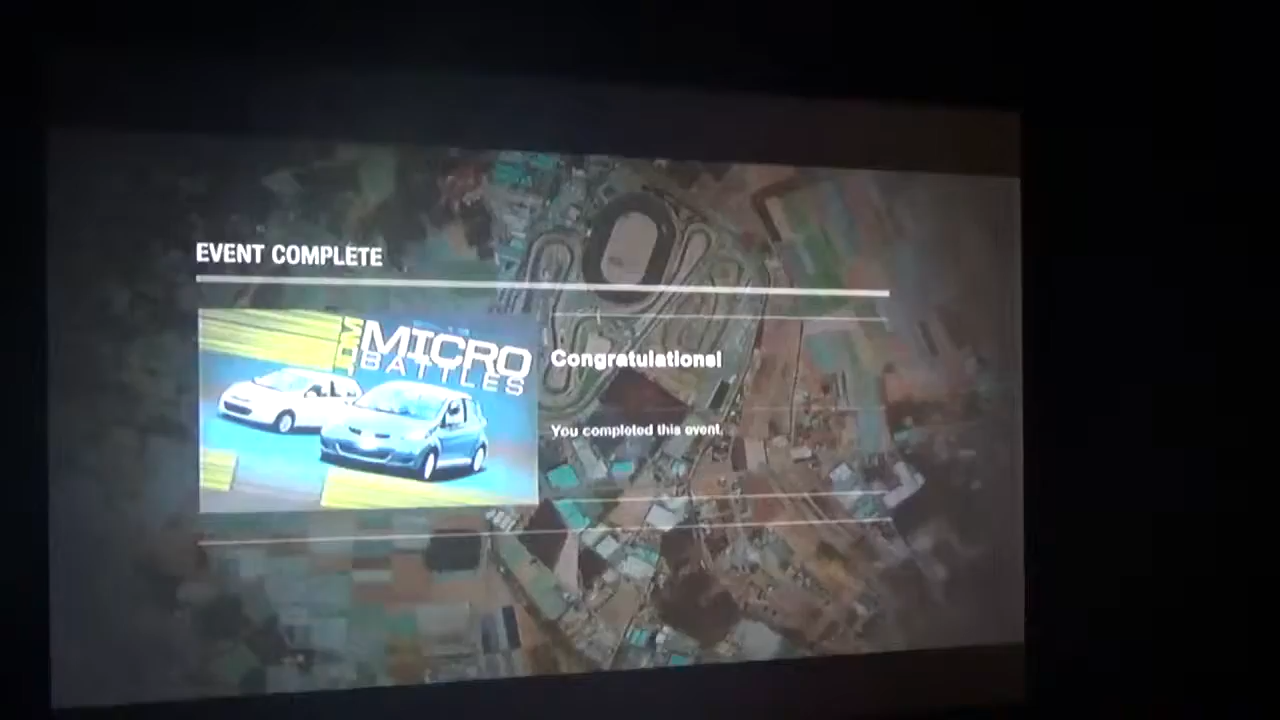 EVENT COMPLETE
JDM
MICRO
BATTLES
Congratulations!
You completed this event.